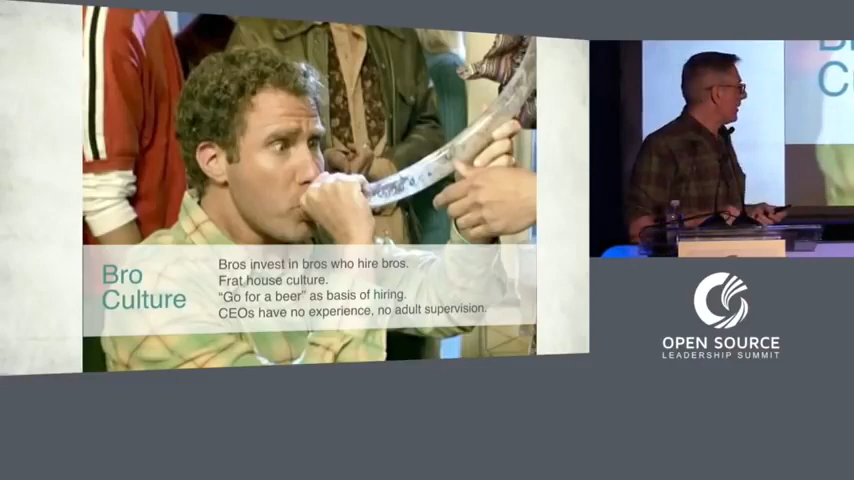 Bro
Culture
Bros invest in bros who hire bros.
Frat house culture.
“Go for a beer” as basis of hiring.
CEOs have no experience, no adult supervision.
OPEN SOURCE
LEADERSHIP SUMMIT